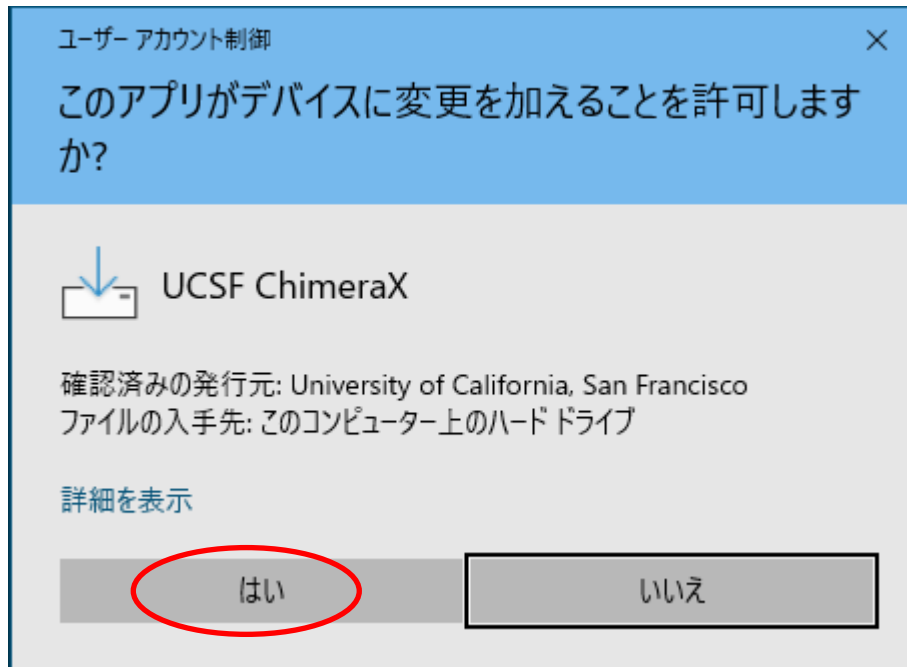 ユーザー アカウント制御
このアプリがデバイスに変更を加えることを許可します
か?
UCSF ChimeraX
確認済みの発行元: University of California, San Francisco
ファイルの入手先: このコンピューター上のハード ドライブ
詳細を表示
はい
いいえ